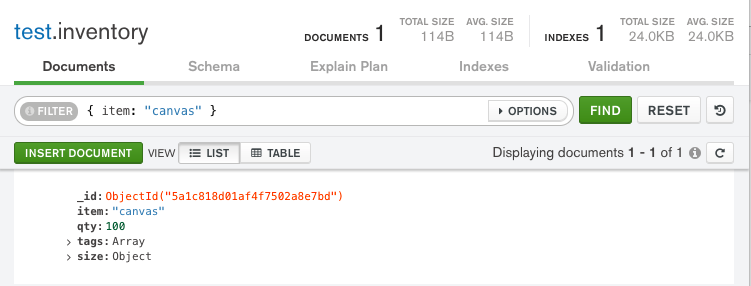 test.inventory
DOCUMENTS 1 TOTAL SIZE 114B AVG. SIZE 114B INDEXES 1 TOTAL SIZE 24.0KB AVG. SIZE 24.0KB
Documents Schema Explain Plan Indexes Validation
FILTER { item: "canvas" } OPTIONS FIND RESET
INSERT DOCUMENT VIEW LIST TABLE Displaying documents 1 - 1 of 1
_id: ObjectId("5a1c818d01af4f7502a8e7bd")
item: "canvas"
qty: 100
tags: Array
size: Object